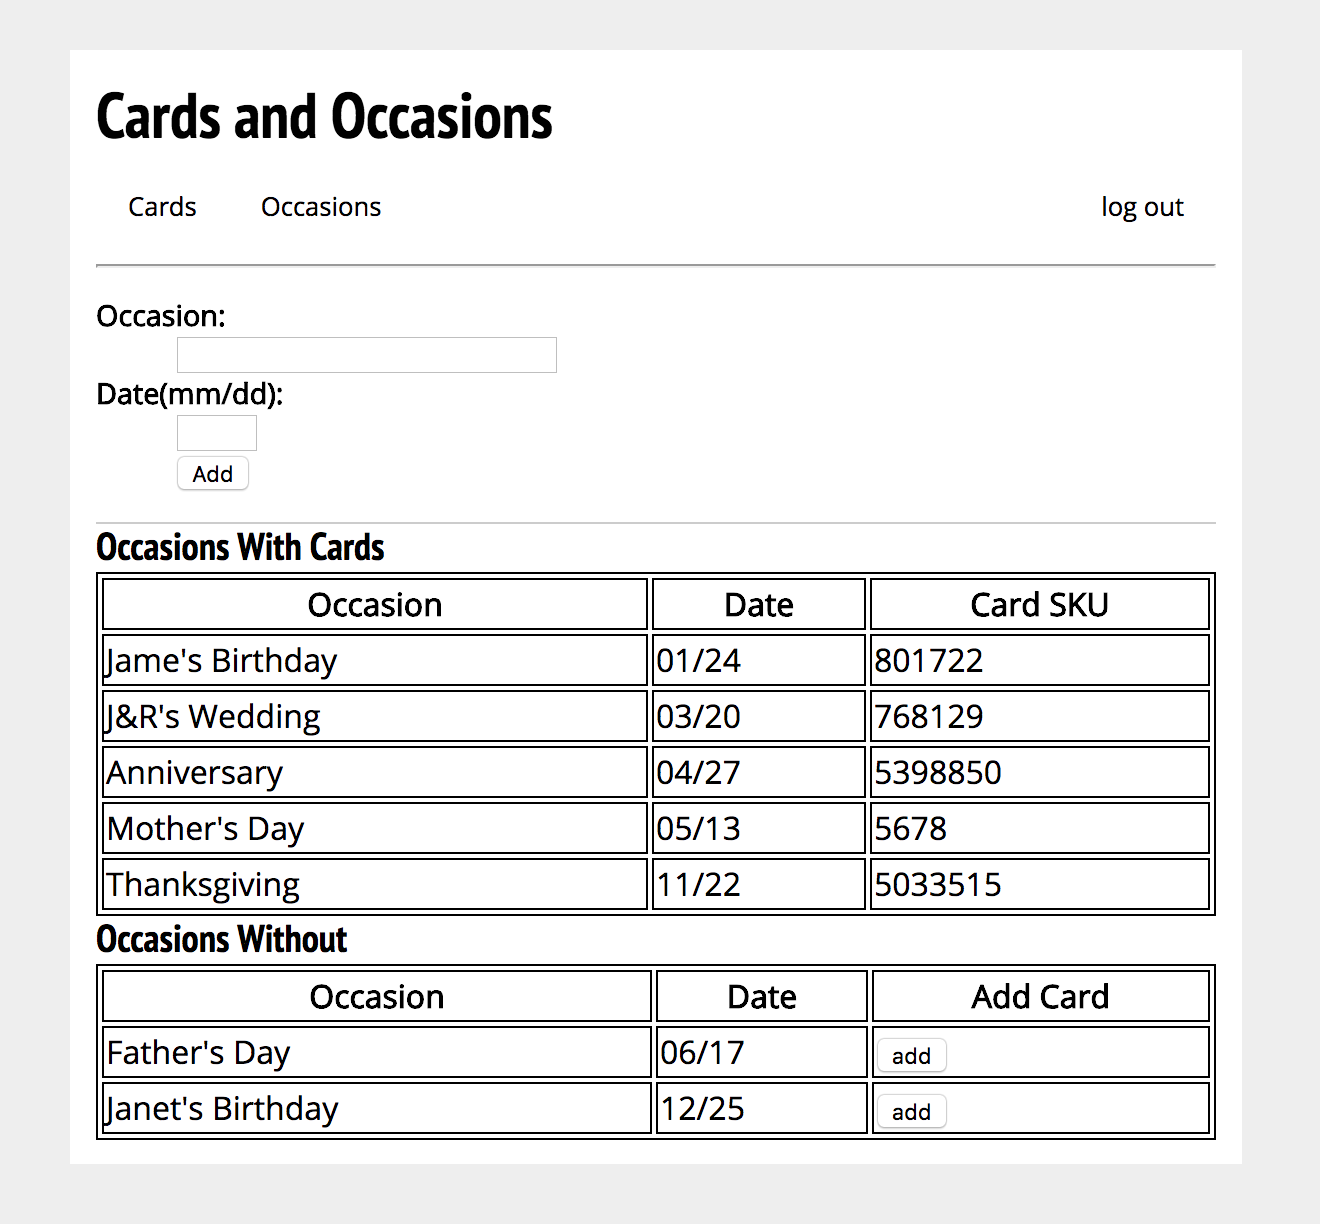 Cards and Occasions
Cards Occasions log out
Occasion:
Date(mm/dd):
Add
Occasions With Cards
Occasion Date Card SKU
Jame's Birthday 01/24 801722
J&R's Wedding 03/20 768129
Anniversary 04/27 5398850
Mother's Day 05/13 5678
Thanksgiving 11/22 5033515
Occasions Without
Occasion Date Add Card
Father's Day 06/17 add
Janet's Birthday 12/25 add